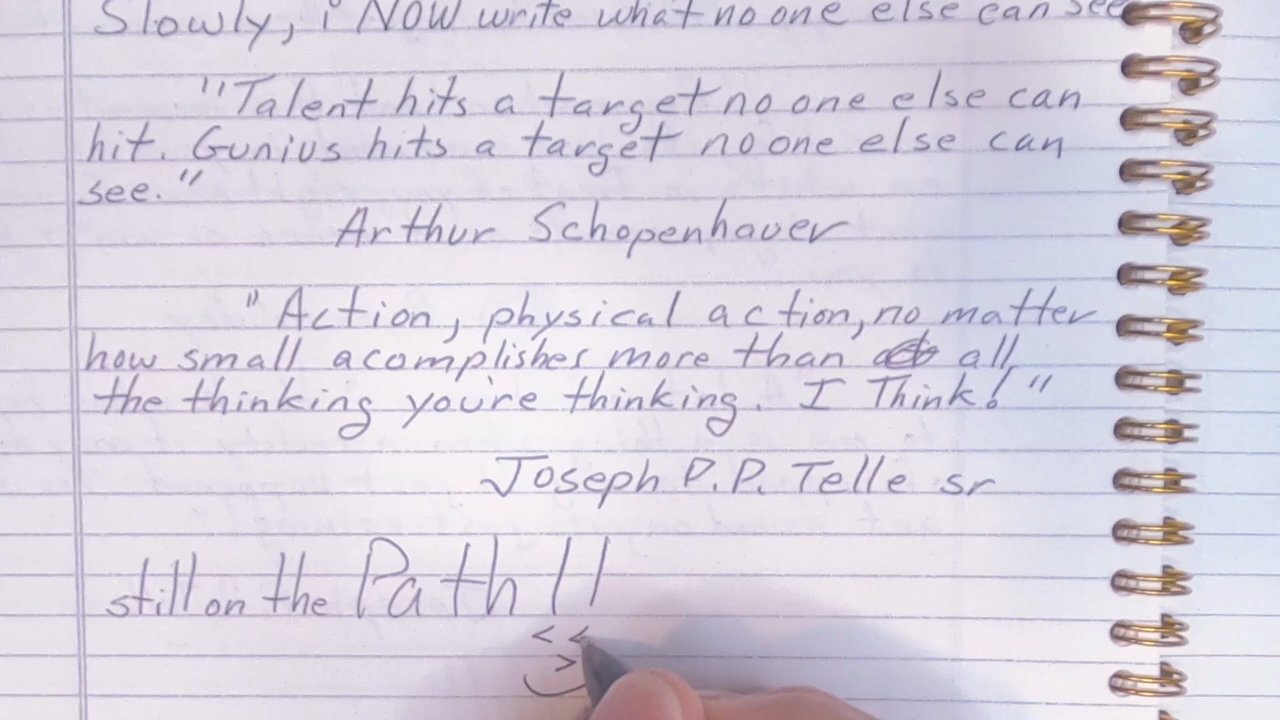 Slowly, i NOW write what no one else can see
"Talent hits a target no one else can
hit. Gunius hits a target no one else can
see."
Arthur Schopenhauer
"Action, physical action, no matter
how small acomplishes more than all
the thinking you're thinking. I Think!"
Joseph P.P. Telle sr
still on the Path !!
< <
>